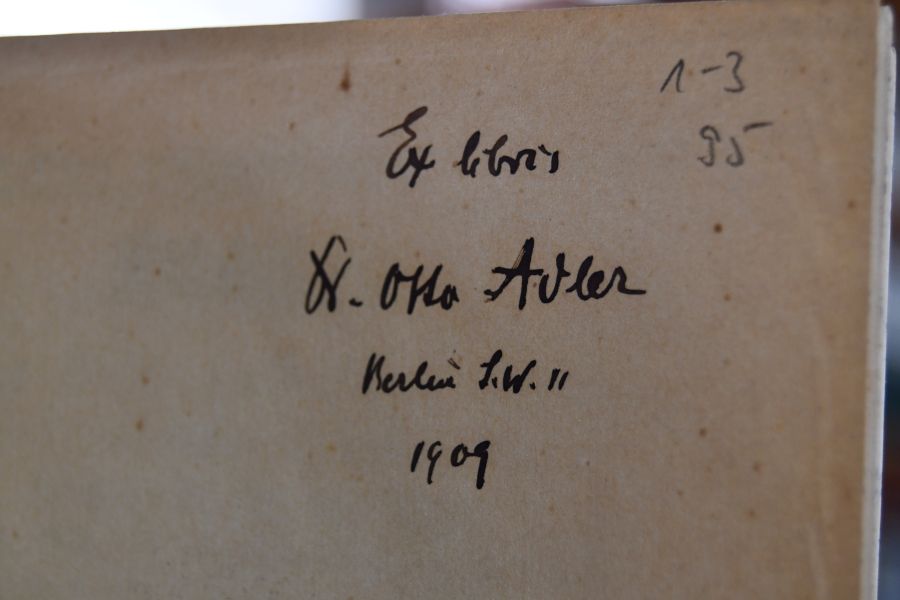 1-3
95
Ex libris
Dr. Otto Adler
Berlin S.W. 11
1909